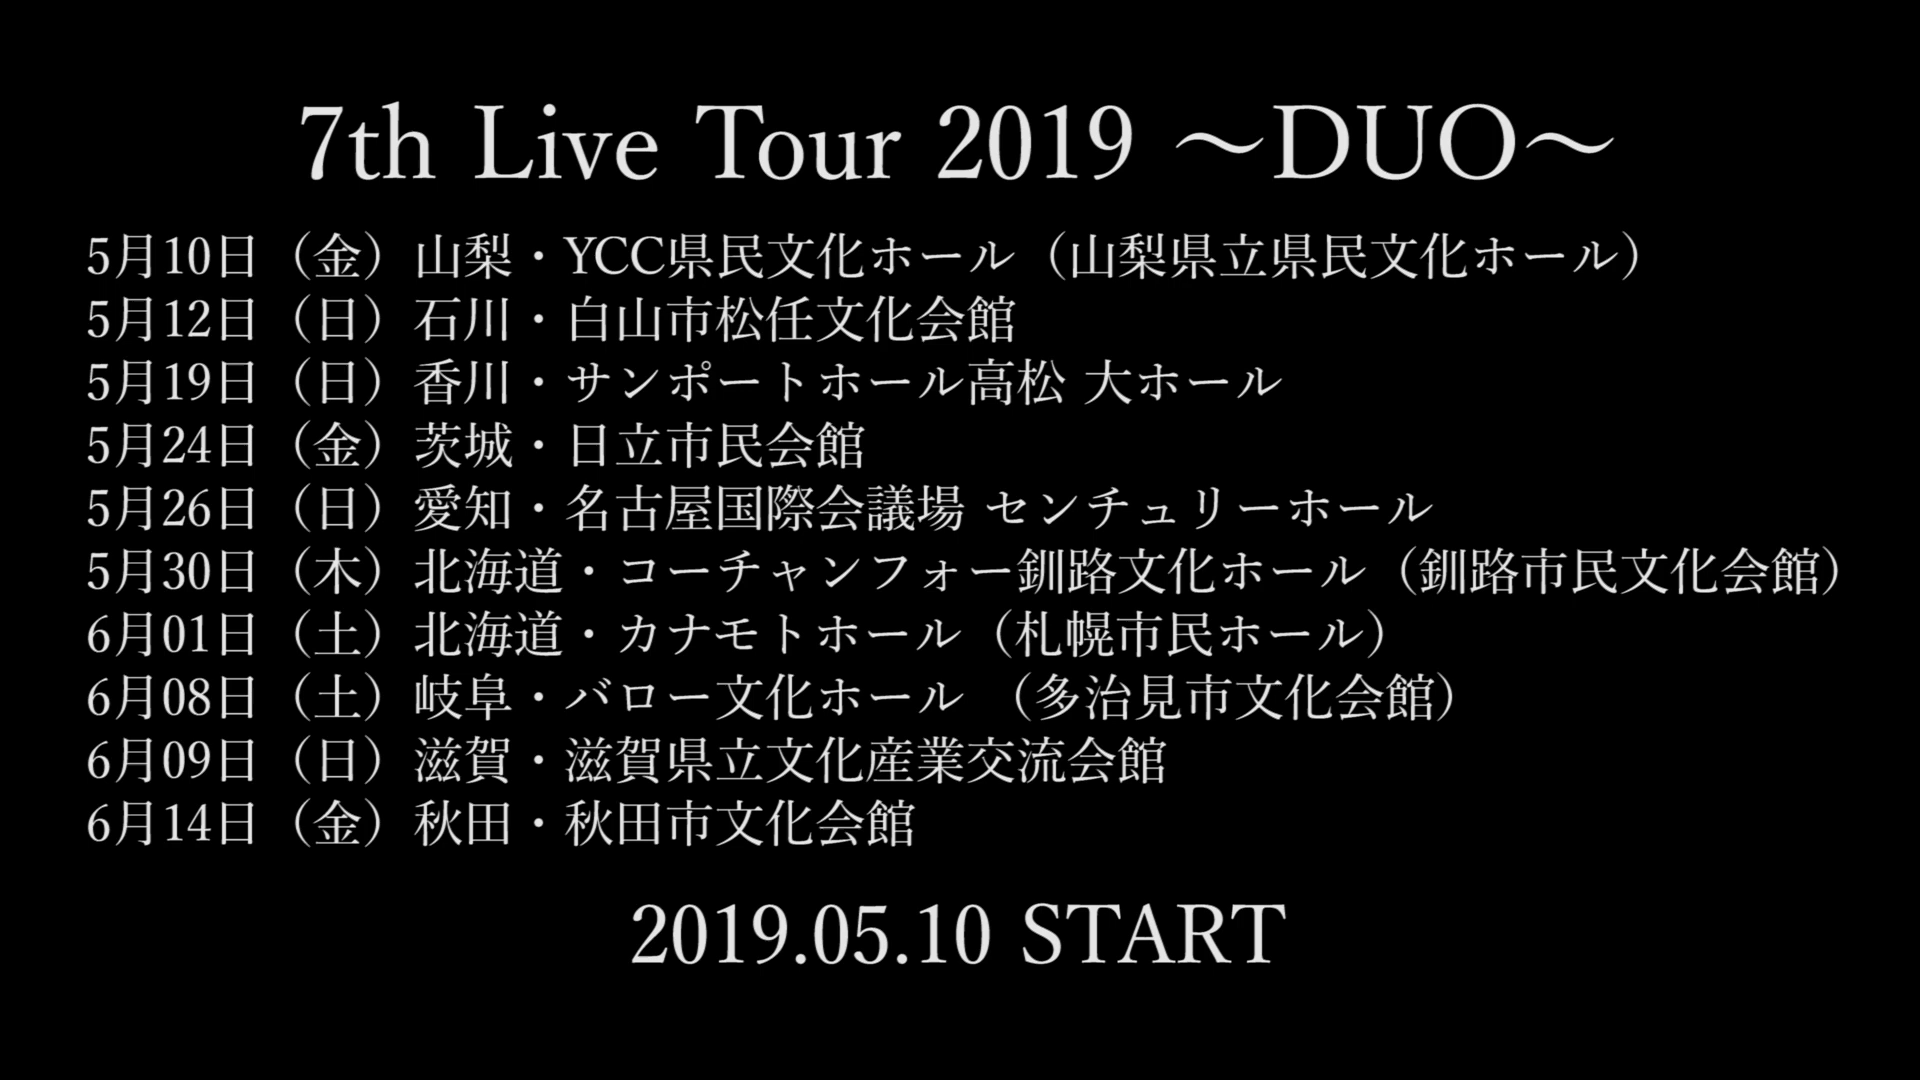 7th Live Tour 2019 ～DUO～
5月10日（金）山梨・YCC県民文化ホール（山梨県立県民文化ホール）
5月12日（日）石川・白山市松任文化会館
5月19日（日）香川・サンポートホール高松 大ホール
5月24日（金）茨城・日立市民会館
5月26日（日）愛知・名古屋国際会議場 センチュリーホール
5月30日（木）北海道・コーチャンフォー釧路文化ホール（釧路市民文化会館）
6月01日（土）北海道・カナモトホール（札幌市民ホール）
6月08日（土）岐阜・バロー文化ホール （多治見市文化会館）
6月09日（日）滋賀・滋賀県立文化産業交流会館
6月14日（金）秋田・秋田市文化会館
2019.05.10 START